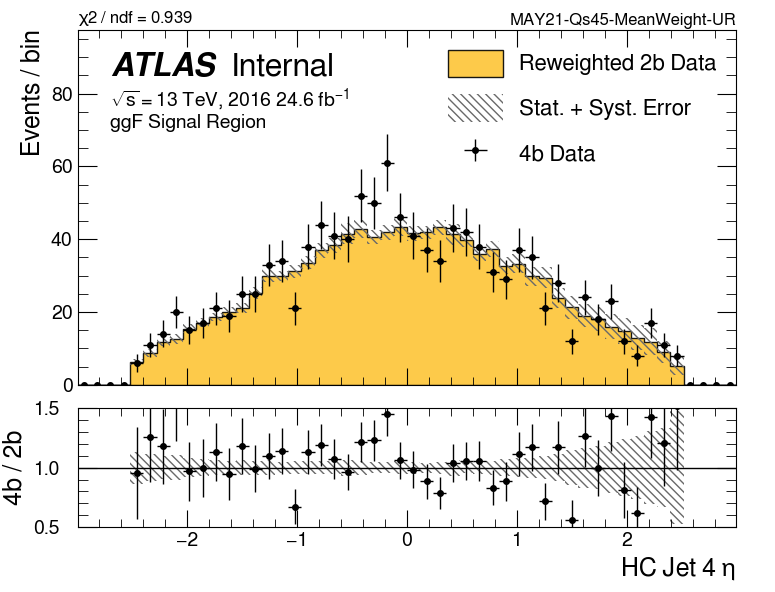 χ2 / ndf = 0.939
MAY21-Qs45-MeanWeight-UR
ATLAS Internal
√s = 13 TeV, 2016 24.6 fb⁻¹
ggF Signal Region
Reweighted 2b Data
Stat. + Syst. Error
4b Data
Events / bin
80
60
40
20
0
4b / 2b
1.5
1.0
0.5
−2
−1
0
1
2
HC Jet 4 η